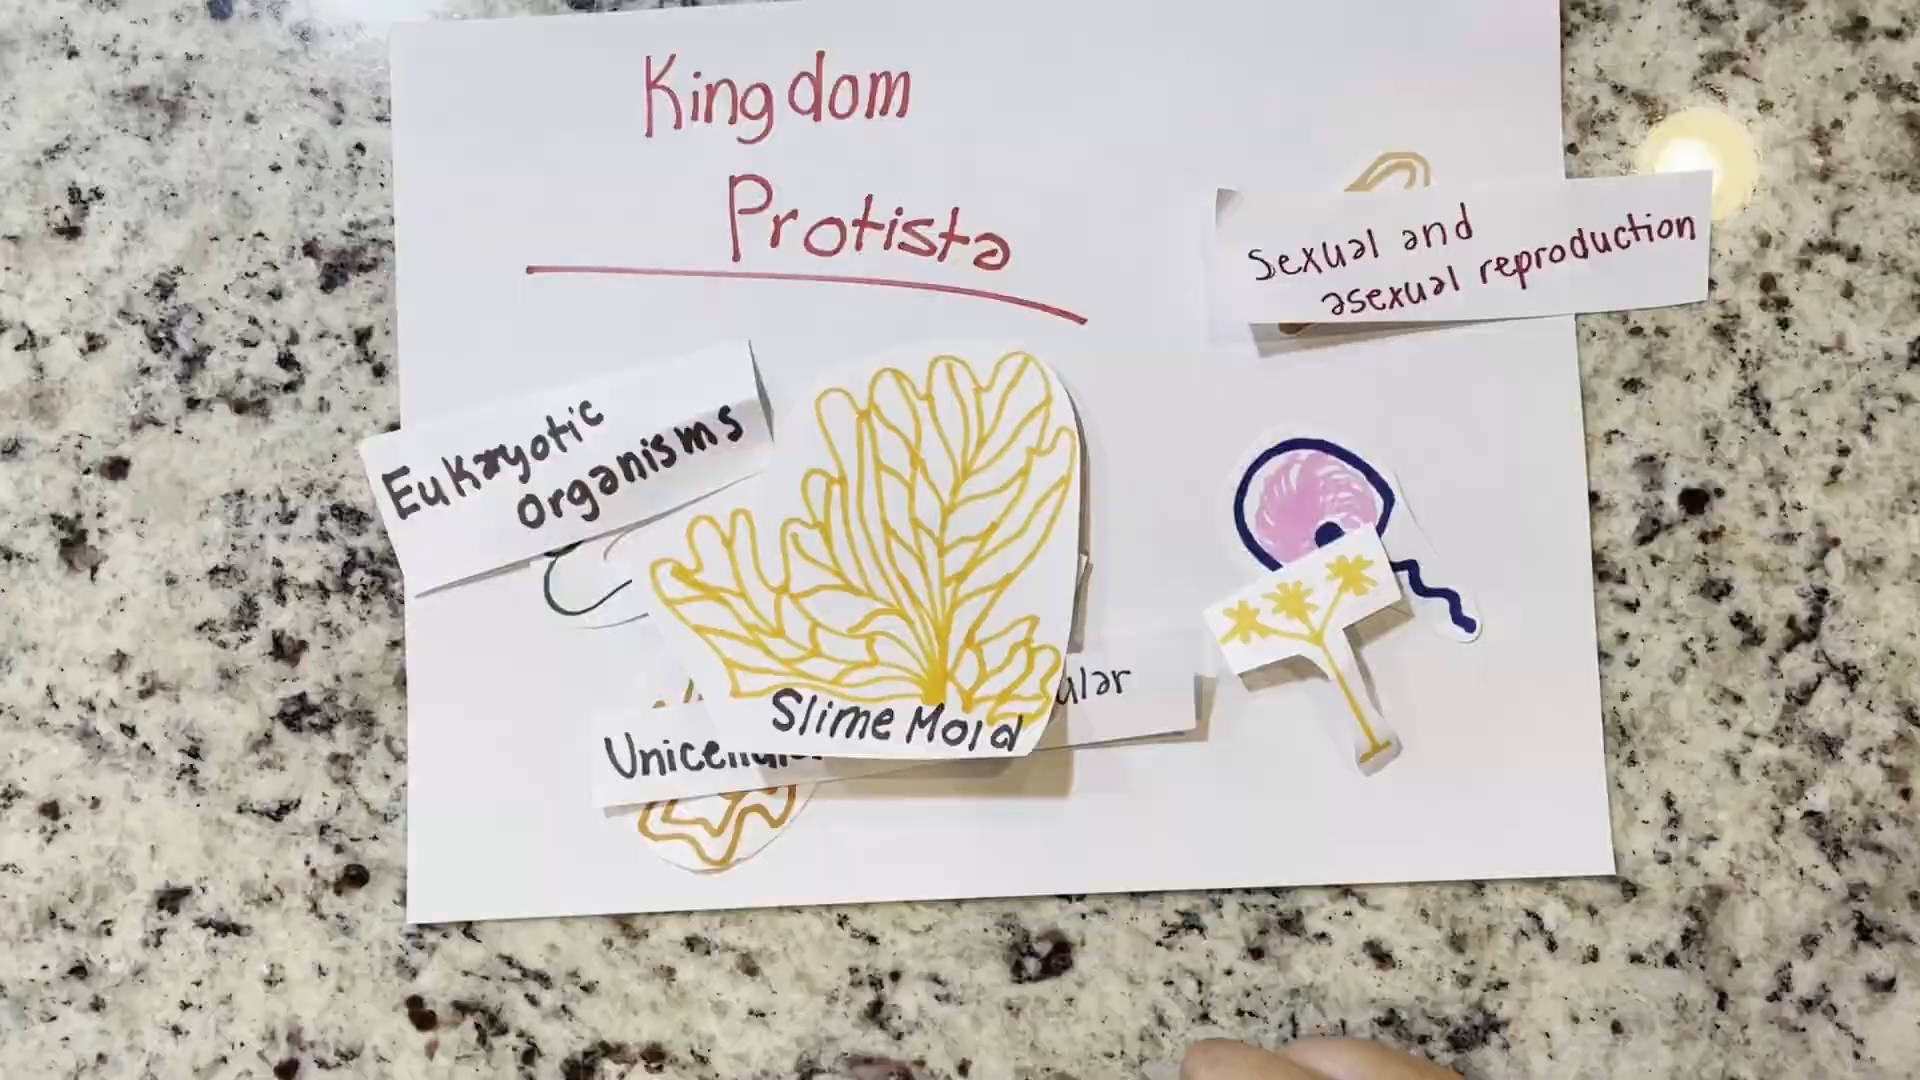 Kingdom
Protista
Sexual and
asexual reproduction
Eukaryotic
Organisms
Slime Mold